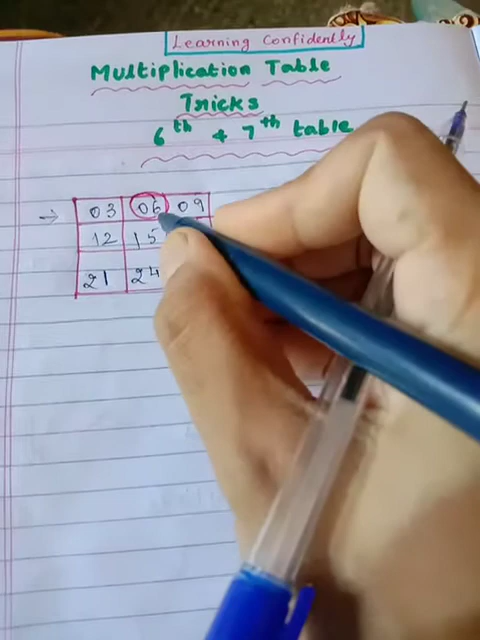 Learning Confidently
Multiplication Table
Tricks
6th & 7th table
03 06 09
12 15
21 24